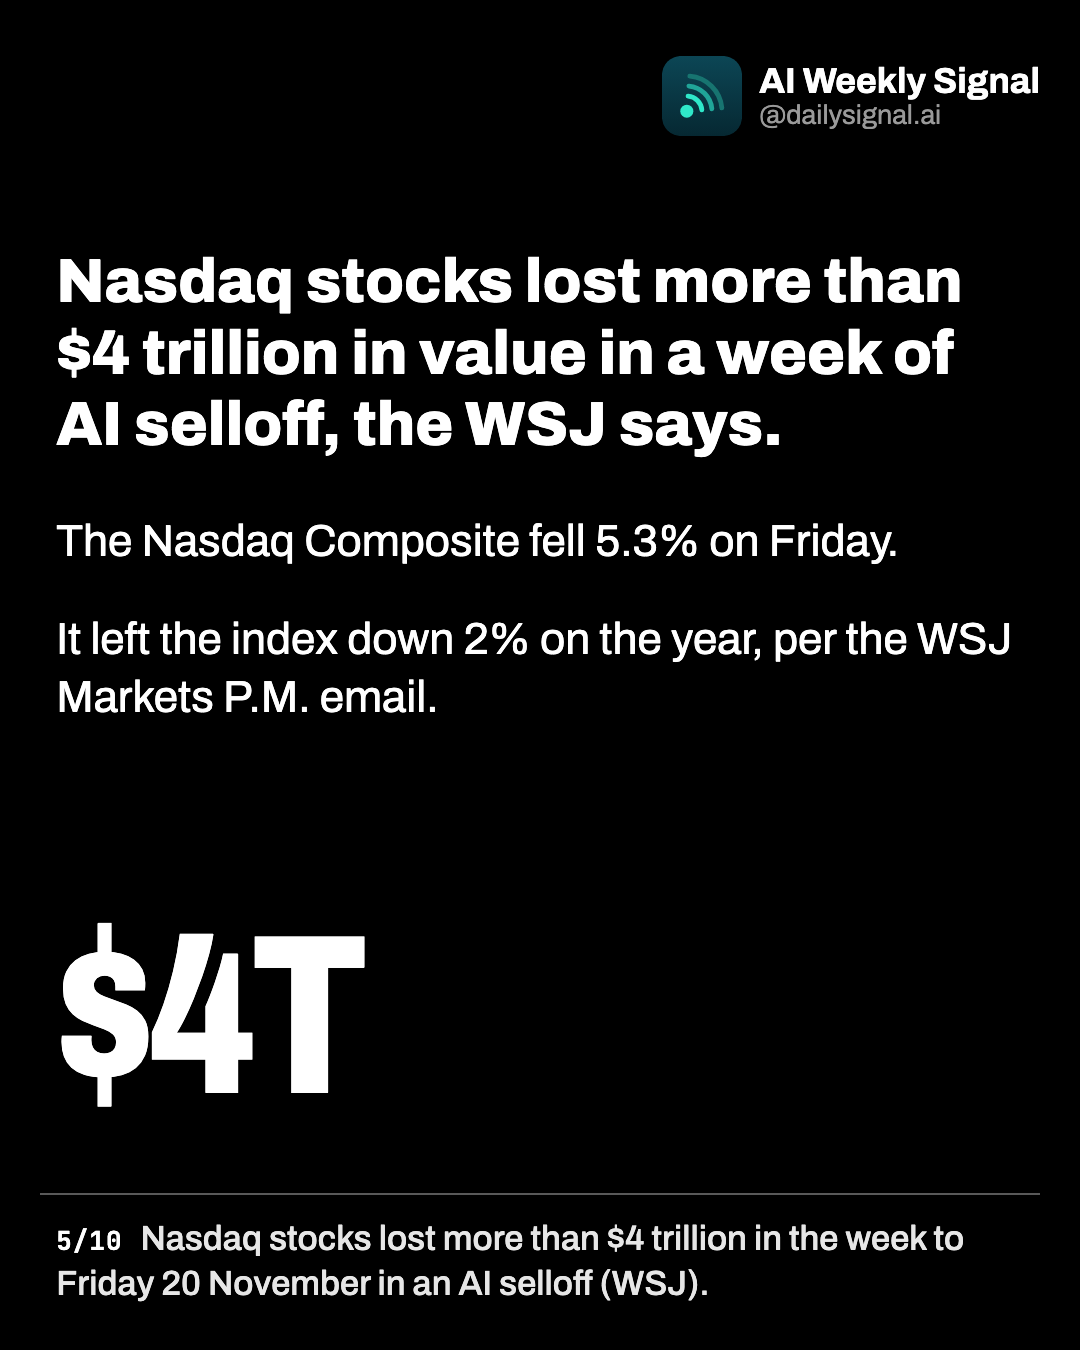 AI Weekly Signal
@dailysignal.ai
Nasdaq stocks lost more than
$4 trillion in value in a week of
AI selloff, the WSJ says.
The Nasdaq Composite fell 5.3% on Friday.
It left the index down 2% on the year, per the WSJ
Markets P.M. email.
$4T
5/10 Nasdaq stocks lost more than $4 trillion in the week to
Friday 20 November in an AI selloff (WSJ).